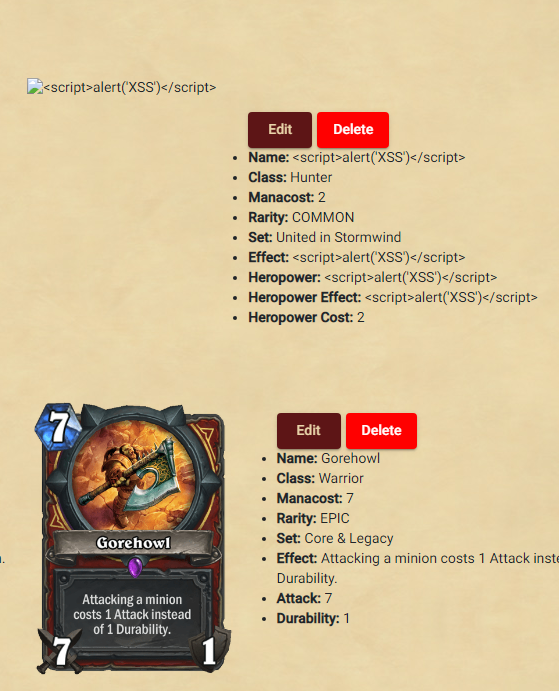 <script>alert('XSS')</script>
Edit
Delete
Name: <script>alert('XSS')</script>
Class: Hunter
Manacost: 2
Rarity: COMMON
Set: United in Stormwind
Effect: <script>alert('XSS')</script>
Heropower: <script>alert('XSS')</script>
Heropower Effect: <script>alert('XSS')</script>
Heropower Cost: 2
7
Gorehowl
Attacking a minion
costs 1 Attack instead
of 1 Durability.
7
1
Edit
Delete
Name: Gorehowl
Class: Warrior
Manacost: 7
Rarity: EPIC
Set: Core & Legacy
Effect: Attacking a minion costs 1 Attack inste
Durability.
Attack: 7
Durability: 1